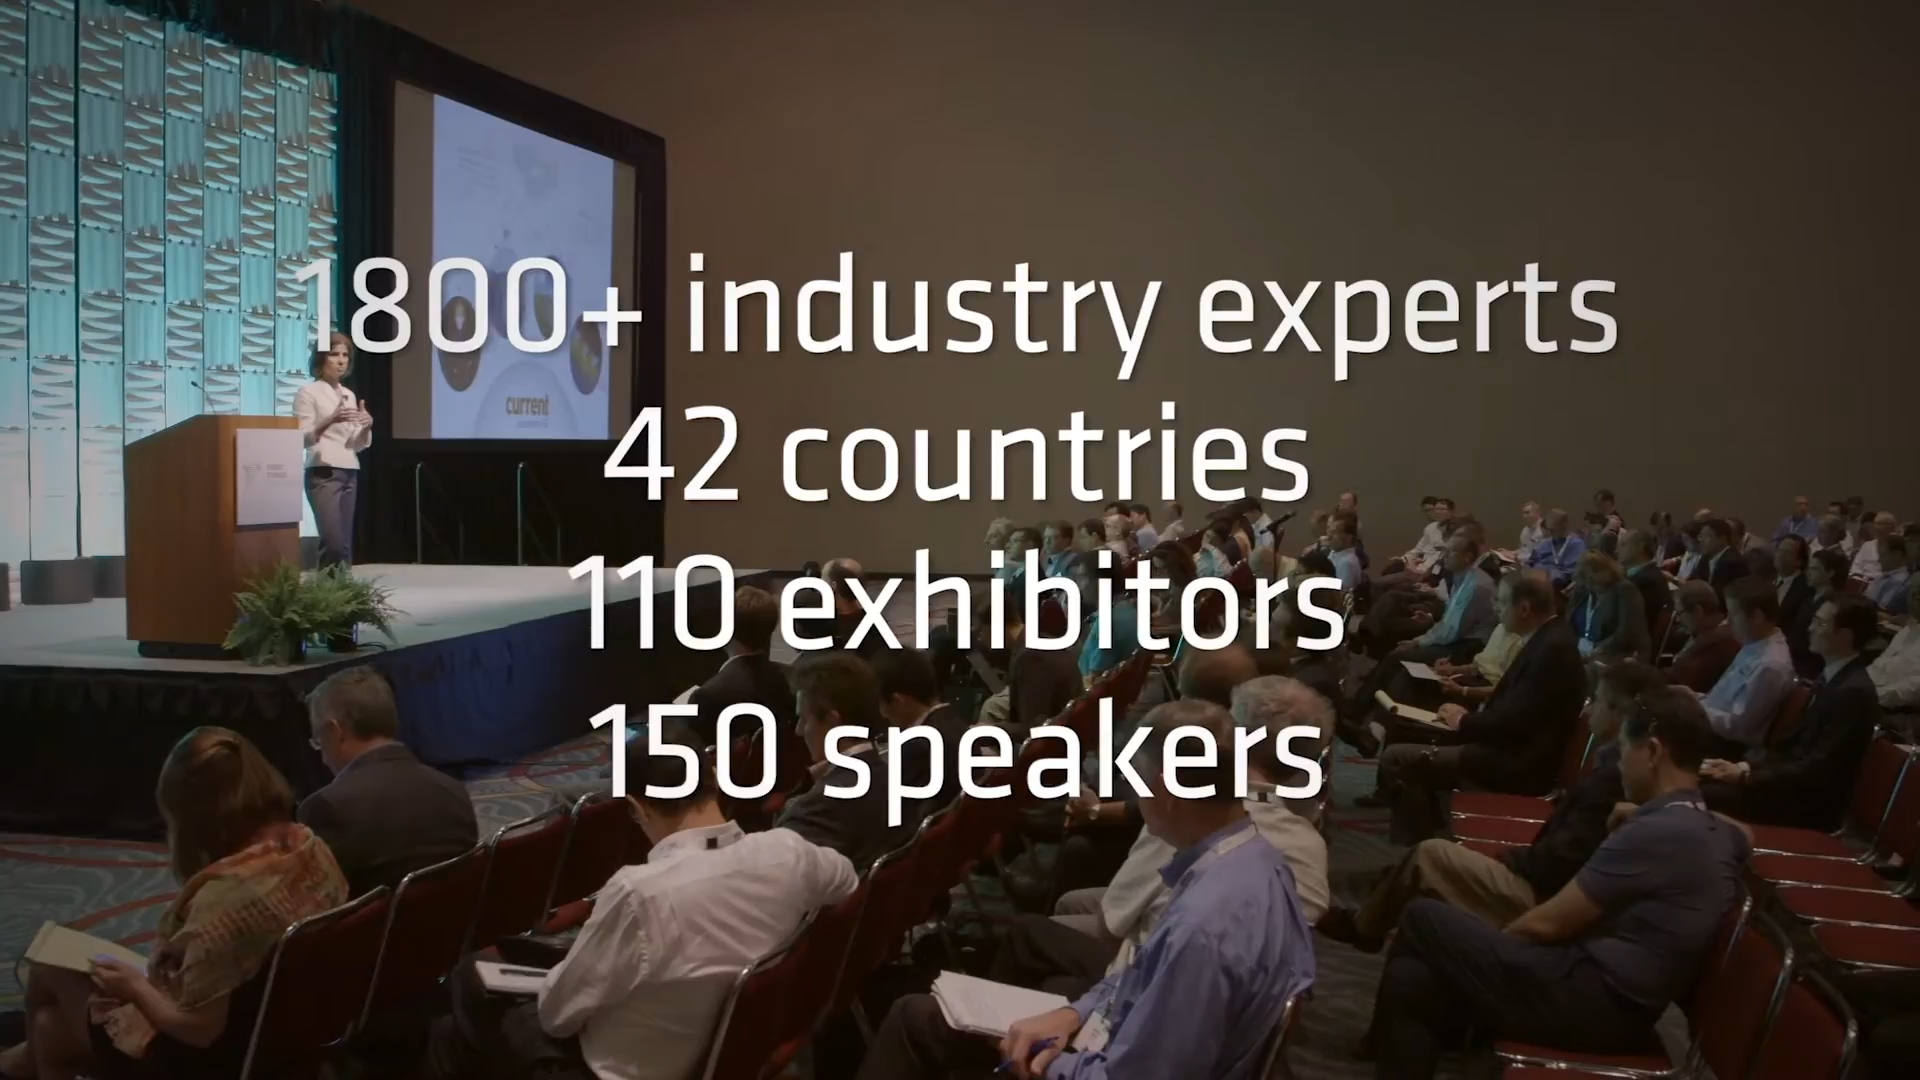 1800+ industry experts
42 countries
110 exhibitors
150 speakers
current